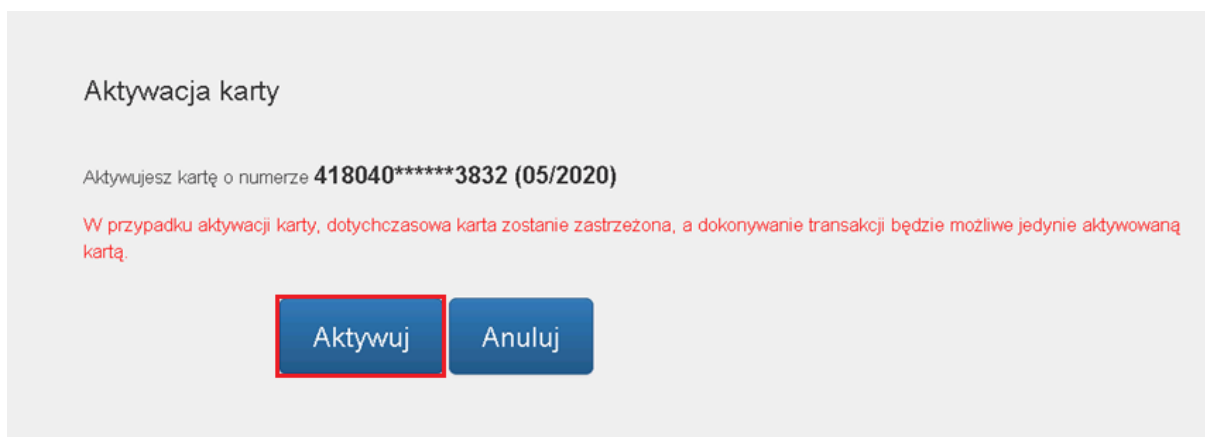 Aktywacja karty
Aktywujesz kartę o numerze 418040******3832 (05/2020)
W przypadku aktywacji karty, dotychczasowa karta zostanie zastrzeżona, a dokonywanie transakcji będzie możliwe jedynie aktywowaną
kartą.
Aktywuj Anuluj